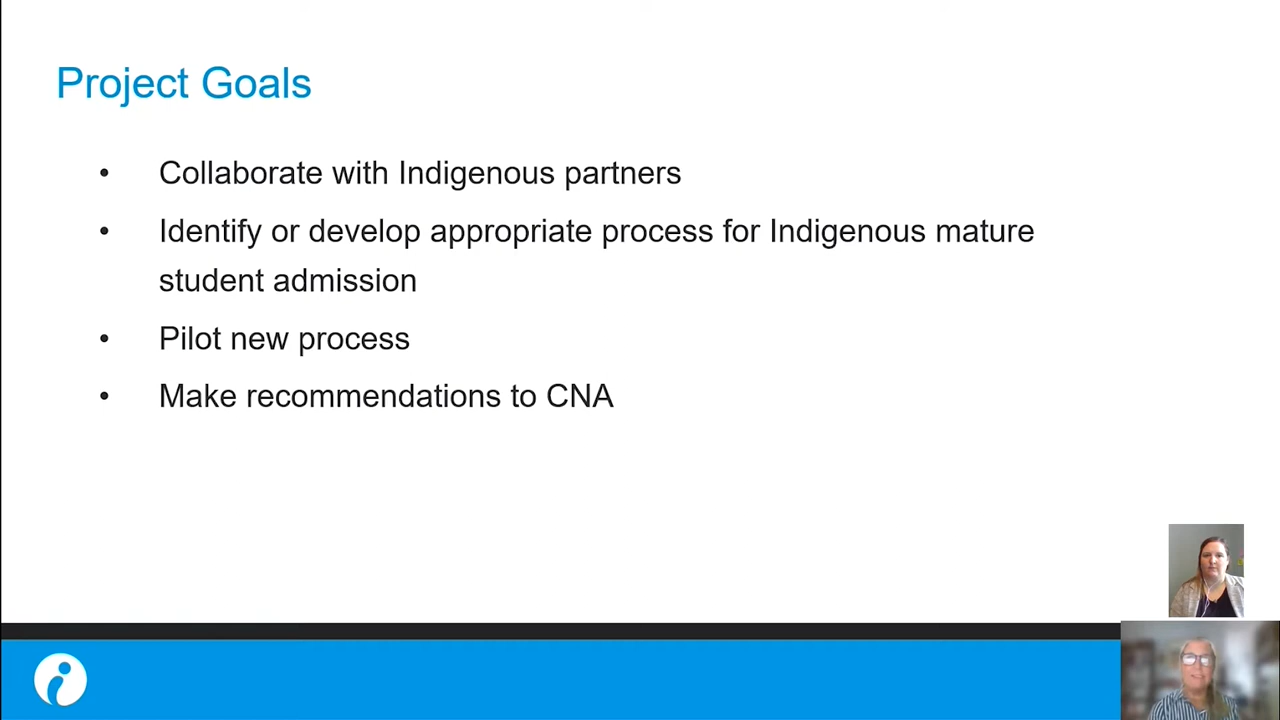 Project Goals
• Collaborate with Indigenous partners
• Identify or develop appropriate process for Indigenous mature
student admission
• Pilot new process
• Make recommendations to CNA